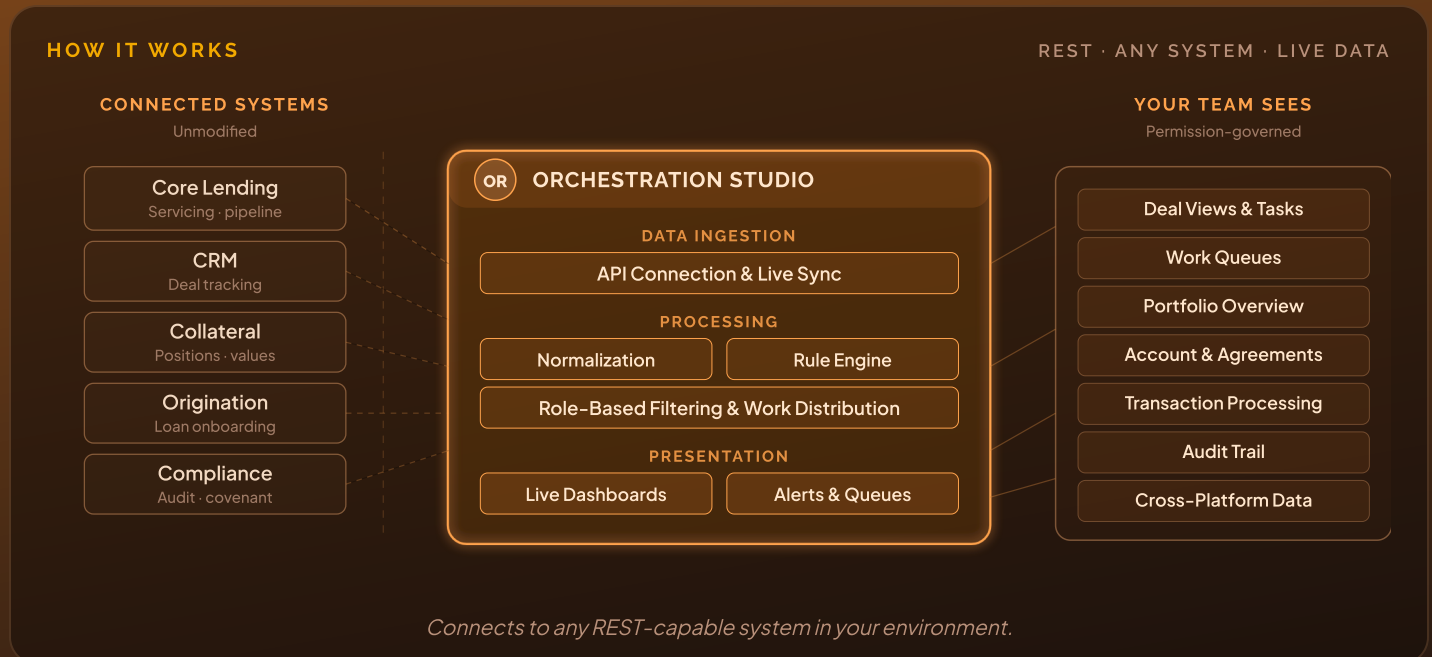 HOW IT WORKS
REST · ANY SYSTEM · LIVE DATA
CONNECTED SYSTEMS
Unmodified
Core Lending
Servicing · pipeline
CRM
Deal tracking
Collateral
Positions · values
Origination
Loan onboarding
Compliance
Audit · covenant
OR
ORCHESTRATION STUDIO
DATA INGESTION
API Connection & Live Sync
PROCESSING
Normalization
Rule Engine
Role-Based Filtering & Work Distribution
PRESENTATION
Live Dashboards
Alerts & Queues
YOUR TEAM SEES
Permission-governed
Deal Views & Tasks
Work Queues
Portfolio Overview
Account & Agreements
Transaction Processing
Audit Trail
Cross-Platform Data
Connects to any REST-capable system in your environment.